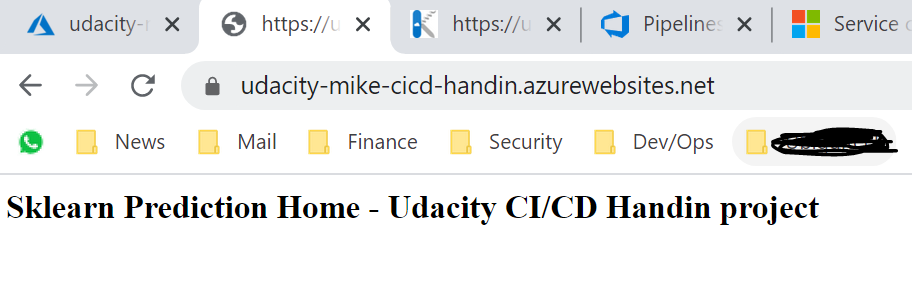 udacity- https://u https://u Pipelines Service
udacity-mike-cicd-handin.azurewebsites.net
News Mail Finance Security Dev/Ops
Sklearn Prediction Home - Udacity CI/CD Handin project